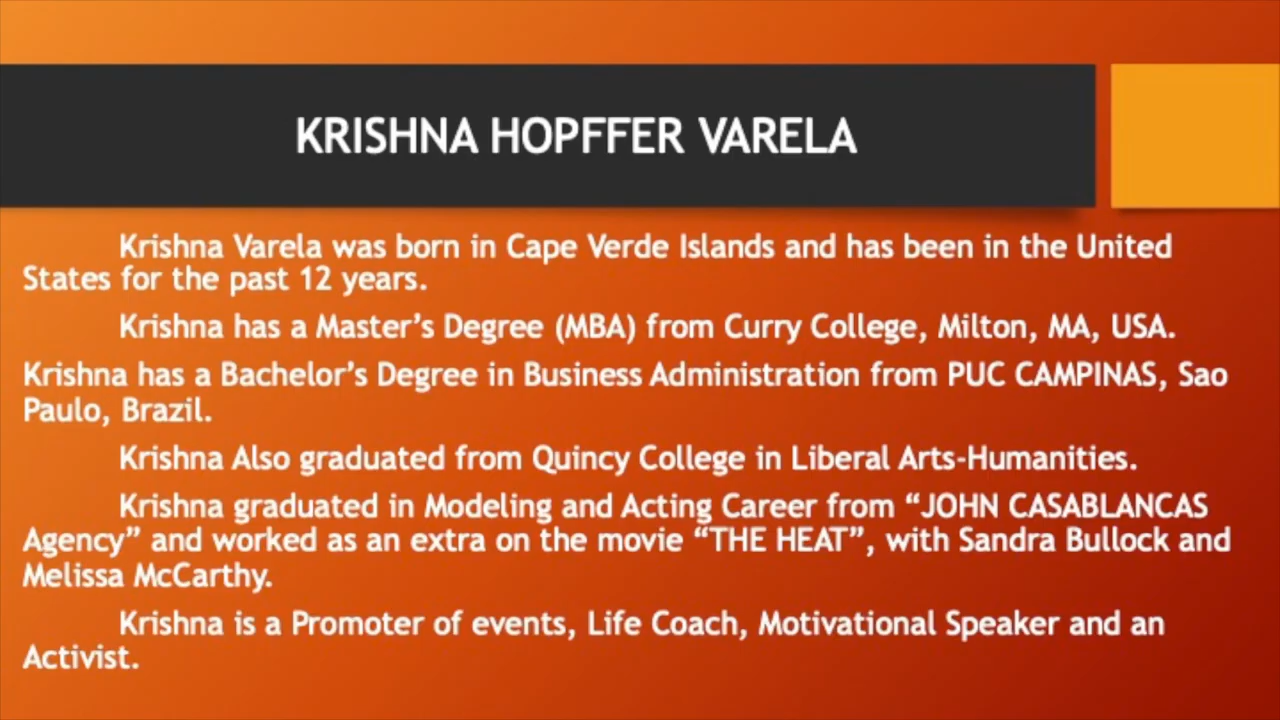 KRISHNA HOPFFER VARELA
Krishna Varela was born in Cape Verde Islands and has been in the United
States for the past 12 years.
Krishna has a Master’s Degree (MBA) from Curry College, Milton, MA, USA.
Krishna has a Bachelor’s Degree in Business Administration from PUC CAMPINAS, Sao
Paulo, Brazil.
Krishna Also graduated from Quincy College in Liberal Arts-Humanities.
Krishna graduated in Modeling and Acting Career from “JOHN CASABLANCAS
Agency” and worked as an extra on the movie “THE HEAT”, with Sandra Bullock and
Melissa McCarthy.
Krishna is a Promoter of events, Life Coach, Motivational Speaker and an
Activist.